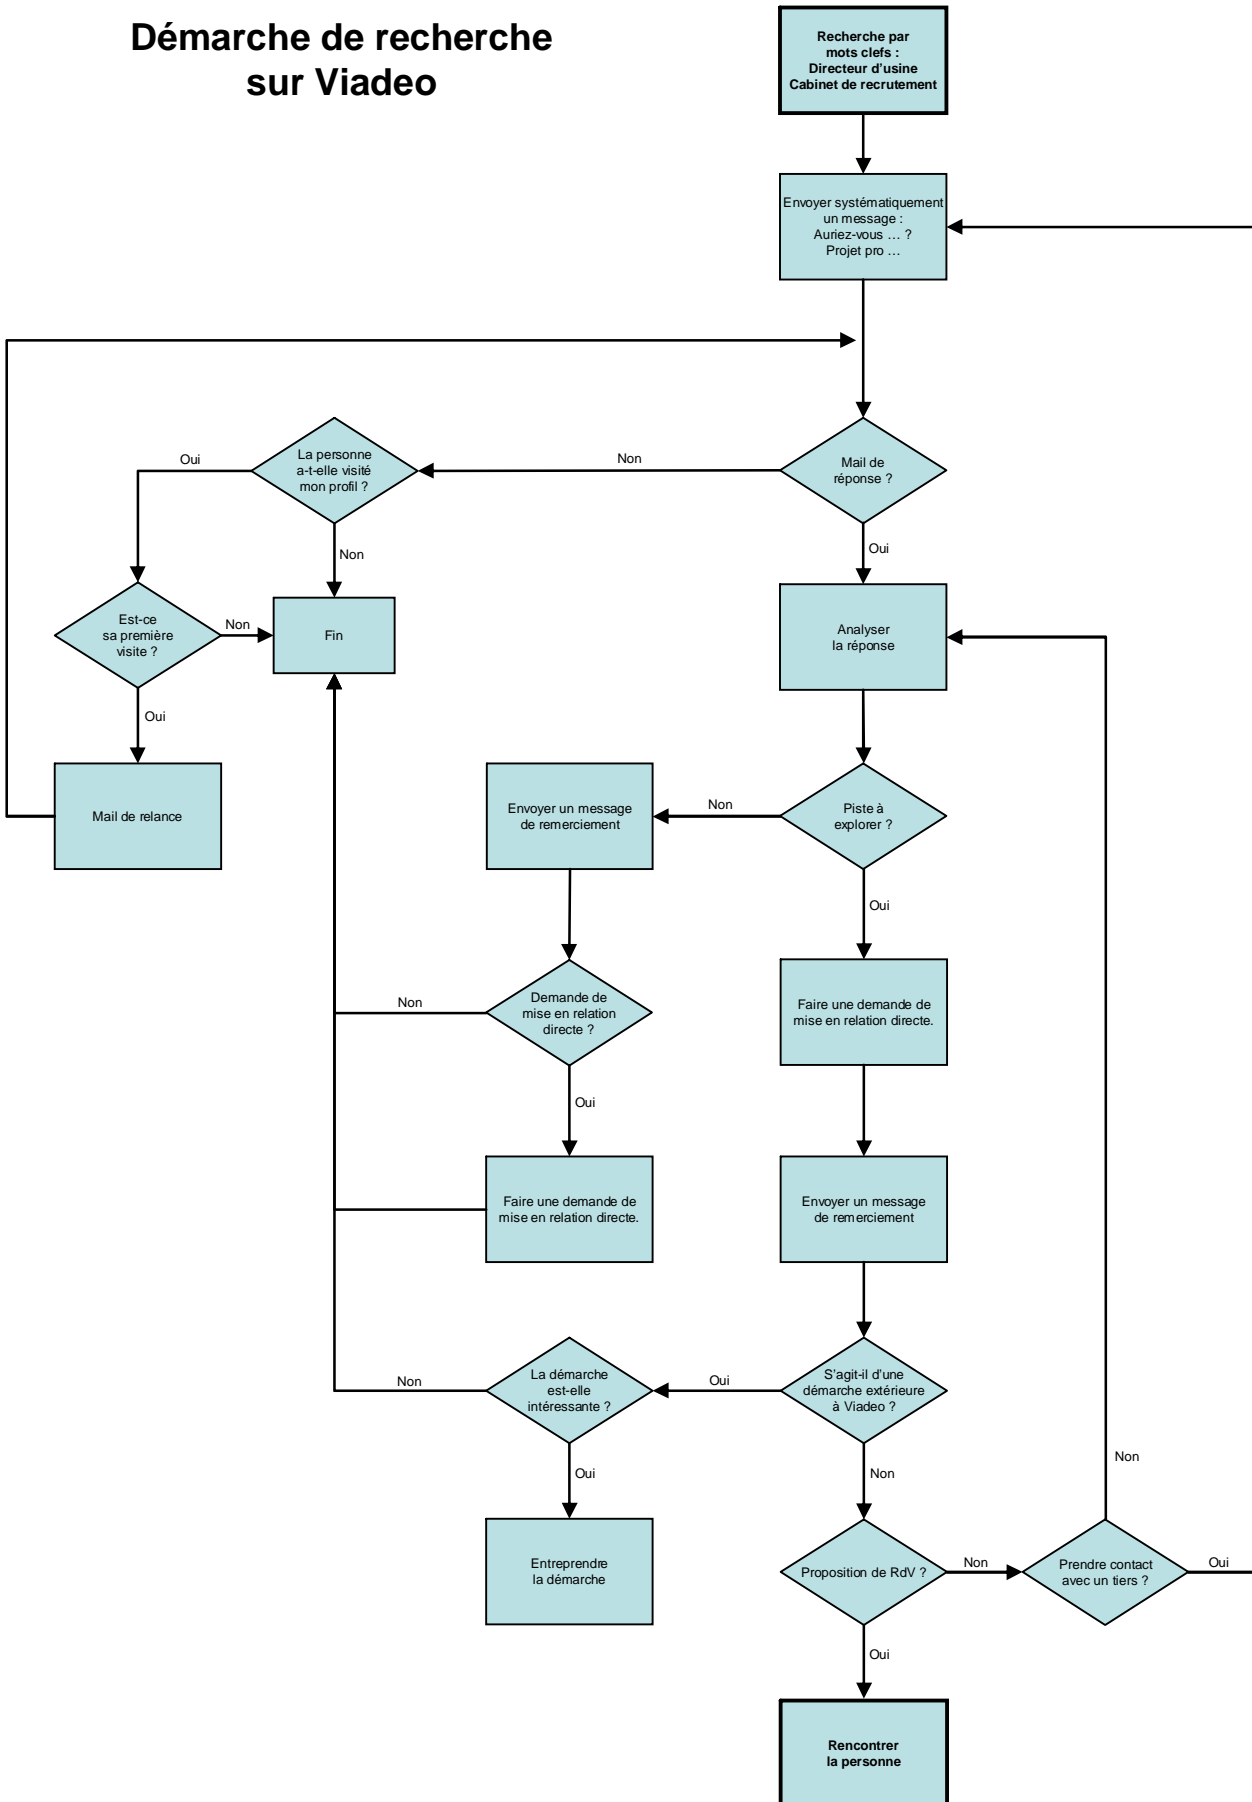 Démarche de recherche
sur Viadeo
Recherche par
mots clefs :
Directeur d’usine
Cabinet de recrutement
Envoyer systématiquement
un message :
Auriez-vous … ?
Projet pro …
Mail de
réponse ?
Non
Oui
La personne
a-t-elle visité
mon profil ?
Oui
Non
Est-ce
sa première
visite ?
Non
Oui
Fin
Mail de relance
Analyser
la réponse
Piste à
explorer ?
Non
Oui
Envoyer un message
de remerciement
Demande de
mise en relation
directe ?
Non
Oui
Faire une demande de
mise en relation directe.
Faire une demande de
mise en relation directe.
Envoyer un message
de remerciement
S’agit-il d’une
démarche extérieure
à Viadeo ?
Oui
Non
La démarche
est-elle
intéressante ?
Non
Oui
Entreprendre
la démarche
Proposition de RdV ?
Non
Oui
Prendre contact
avec un tiers ?
Non
Oui
Rencontrer
la personne